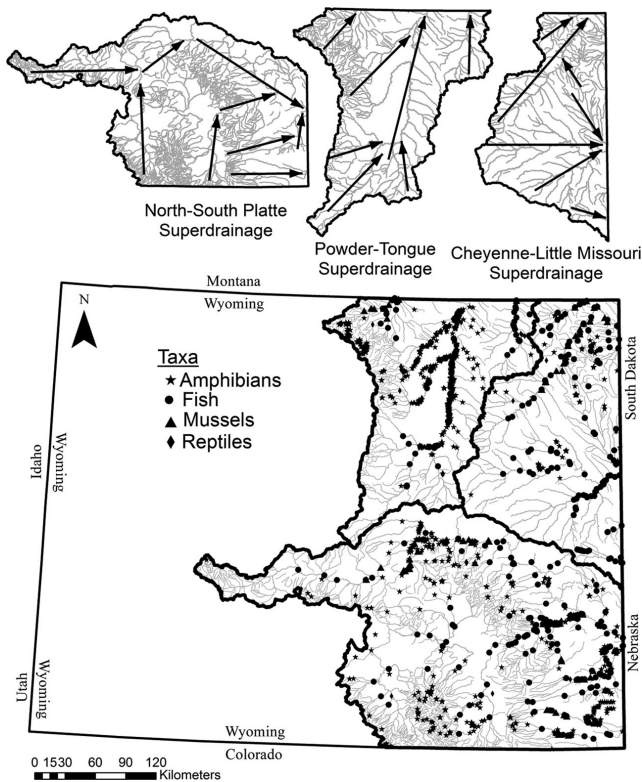 North-South Platte
Superdrainage
Powder-Tongue
Superdrainage
Cheyenne-Little Missouri
Superdrainage
Montana
Wyoming
N
Taxa
Amphibians
Fish
Mussels
Reptiles
Idaho
Wyoming
South Dakota
Utah
Wyoming
Nebraska
Wyoming
Colorado
0 1530 60 90 120
Kilometers